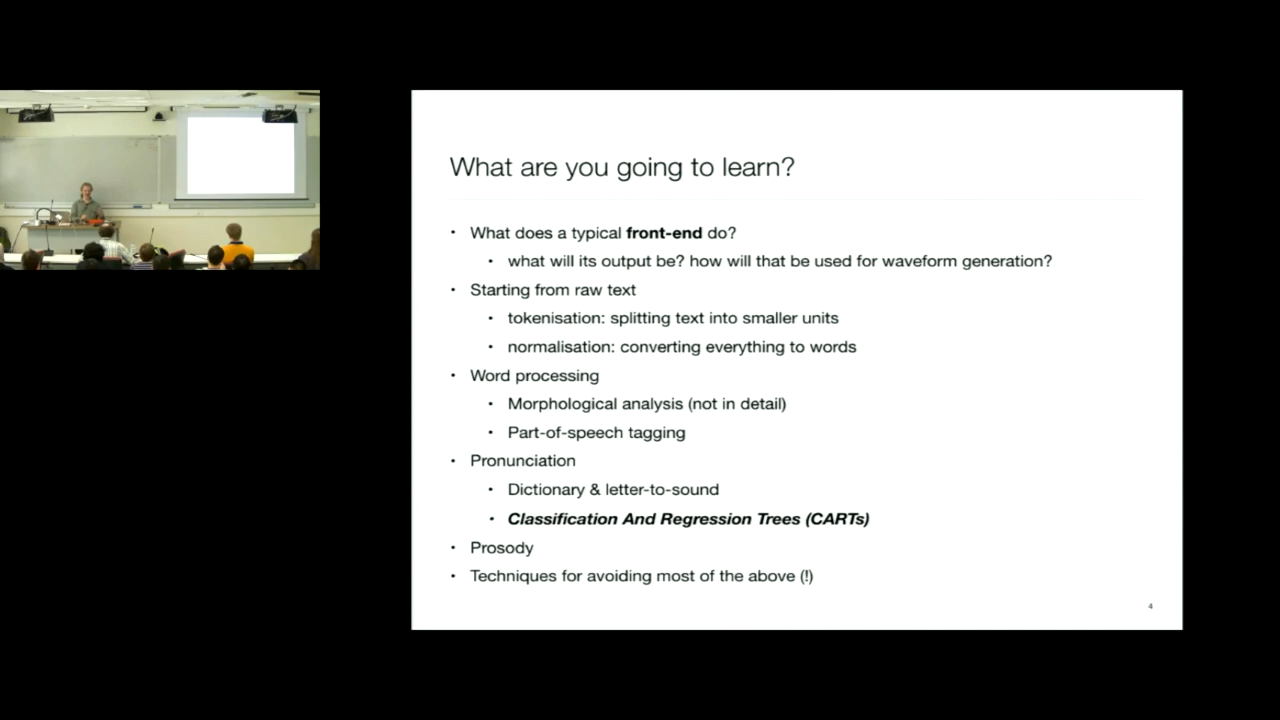 What are you going to learn?
• What does a typical front-end do?
• what will its output be? how will that be used for waveform generation?
• Starting from raw text
• tokenisation: splitting text into smaller units
• normalisation: converting everything to words
• Word processing
• Morphological analysis (not in detail)
• Part-of-speech tagging
• Pronunciation
• Dictionary & letter-to-sound
• Classification And Regression Trees (CARTs)
• Prosody
• Techniques for avoiding most of the above (!)
4